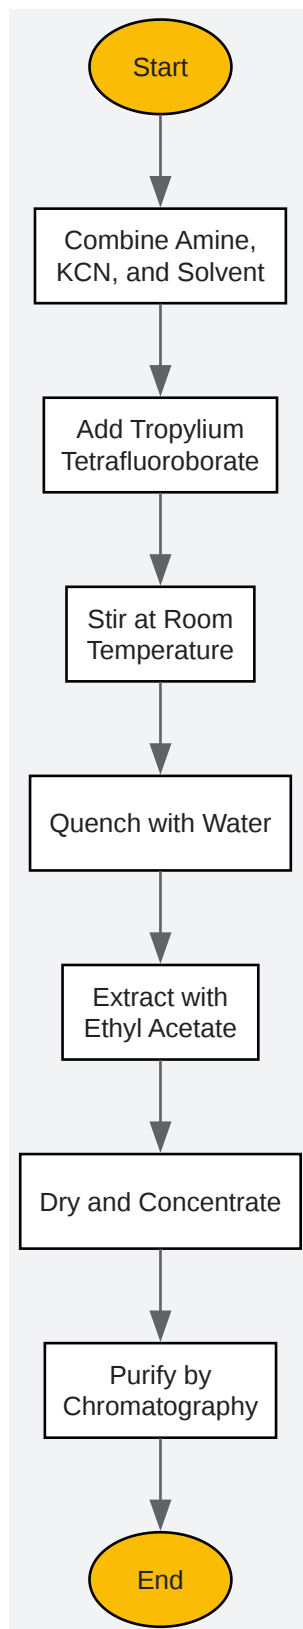 Start
Combine Amine,
KCN, and Solvent
Add Tropylium
Tetrafluoroborate
Stir at Room
Temperature
Quench with Water
Extract with
Ethyl Acetate
Dry and Concentrate
Purify by
Chromatography
End